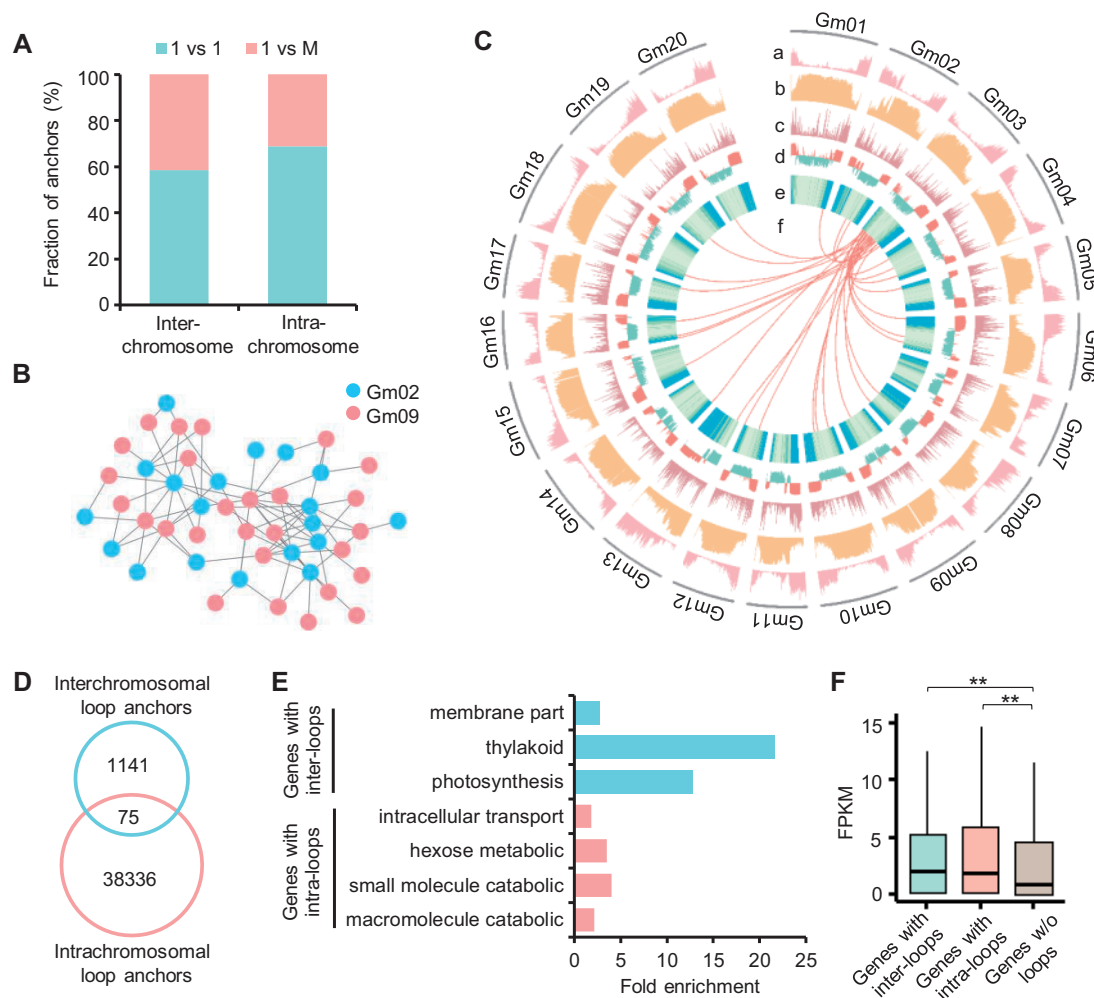 A
1 vs 1
1 vs M
Fraction of anchors (%)
100
80
60
40
20
0
Inter-
chromosome
Intra-
chromosome
B
Gm02
Gm09
C
a
b
c
d
e
f
Gm01
Gm02
Gm03
Gm04
Gm05
Gm06
Gm07
Gm08
Gm09
Gm10
Gm11
Gm12
Gm13
Gm14
Gm15
Gm16
Gm17
Gm18
Gm19
Gm20
D
Interchromosomal
loop anchors
1141
75
38336
Intrachromosomal
loop anchors
E
Genes with
inter-loops
membrane part
thylakoid
photosynthesis
Genes with
intra-loops
intracellular transport
hexose metabolic
small molecule catabolic
macromolecule catabolic
0 5 10 15 20 25
Fold enrichment
F
**
**
FPKM
15
10
5
0
Genes with
inter-loops
Genes with
intra-loops
Genes w/o
loops